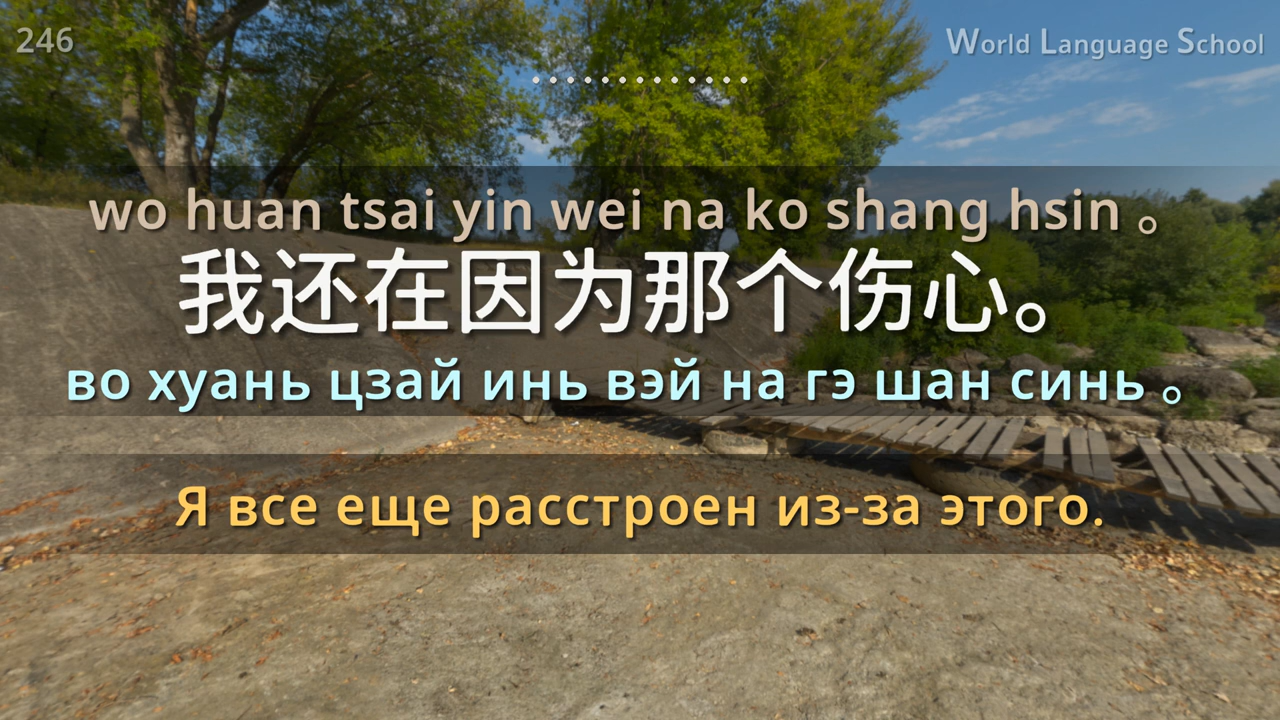 246
World Language School
wo huan tsai yin wei na ko shang hsin 。
我还在因为那个伤心。
во хуань цзай инь вэй на гэ шан синь 。
Я все еще расстроен из-за этого.